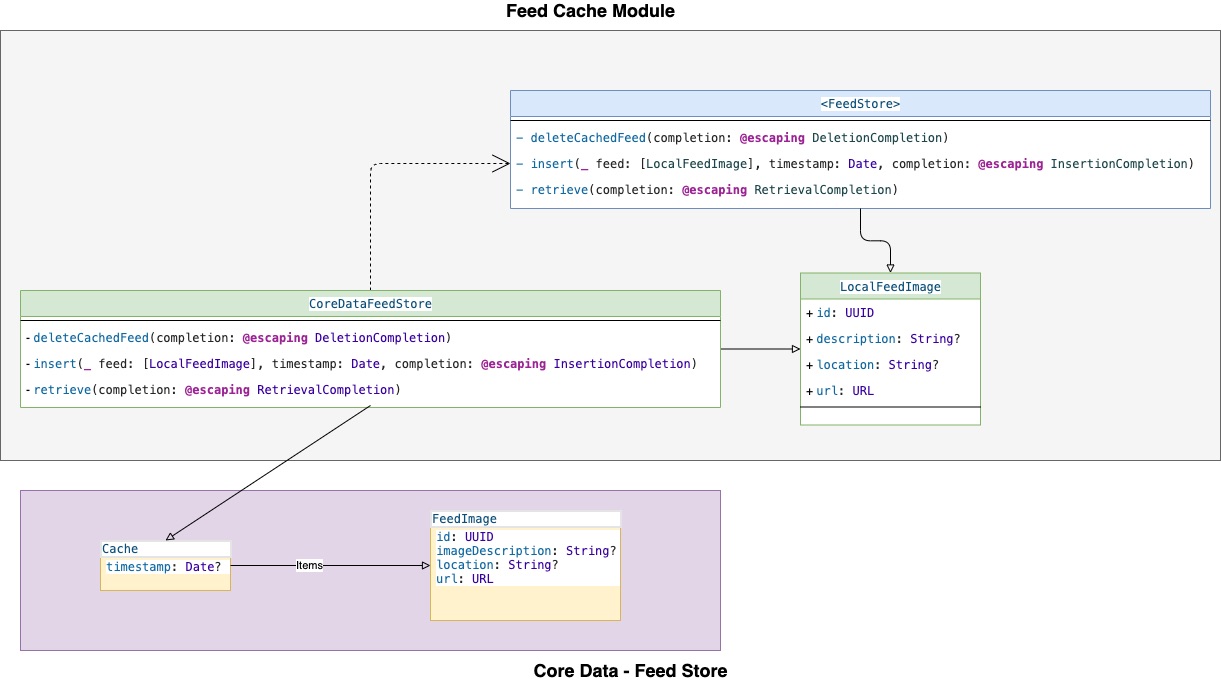 Feed Cache Module
<FeedStore>
- deleteCachedFeed(completion: @escaping DeletionCompletion)
- insert(_ feed: [LocalFeedImage], timestamp: Date, completion: @escaping InsertionCompletion)
- retrieve(completion: @escaping RetrievalCompletion)
CoreDataFeedStore
- deleteCachedFeed(completion: @escaping DeletionCompletion)
- insert(_ feed: [LocalFeedImage], timestamp: Date, completion: @escaping InsertionCompletion)
- retrieve(completion: @escaping RetrievalCompletion)
LocalFeedImage
+ id: UUID
+ description: String?
+ location: String?
+ url: URL
Cache
timestamp: Date?
Items
FeedImage
id: UUID
imageDescription: String?
location: String?
url: URL
Core Data - Feed Store